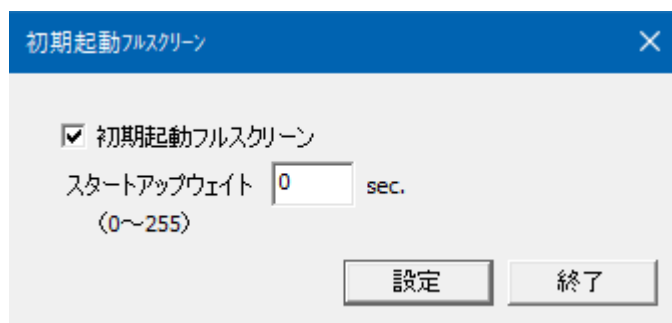 初期起動ﾌﾙｽｸﾘｰﾝ
初期起動フルスクリーン
スタートアップウェイト 0 sec.
（0～255）
設定 終了